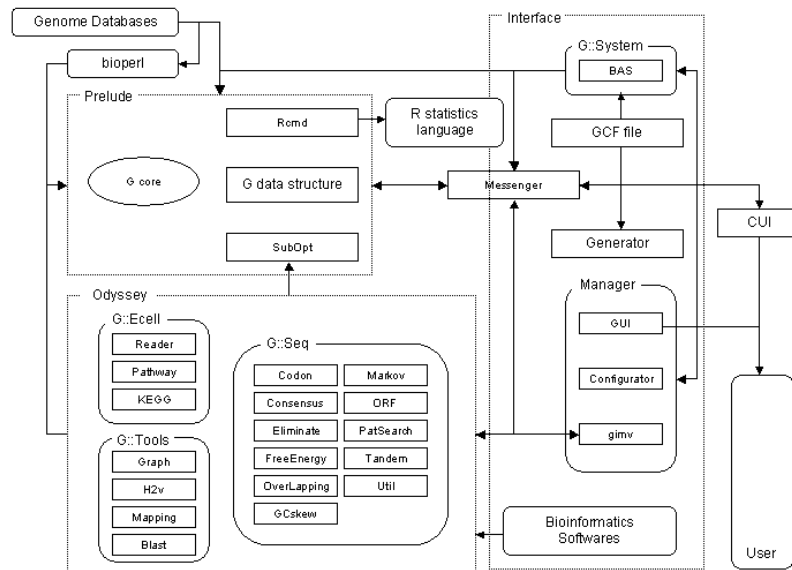 Genome Databases
bioperl
Interface
G::System
BAS
Prelude
Rcmd
R statistics
language
GCF file
G core
G data structure
Messenger
CUI
SubOpt
Generator
Odyssey
Manager
G::Ecell
Reader
Pathway
KEGG
G::Seq
Codon
Markov
Consensus
ORF
Eliminate
PatSearch
FreeEnergy
Tandem
OverLapping
Util
GCskew
GUI
Configurator
gimv
G::Tools
Graph
H2v
Mapping
Blast
Bioinformatics
Softwares
User